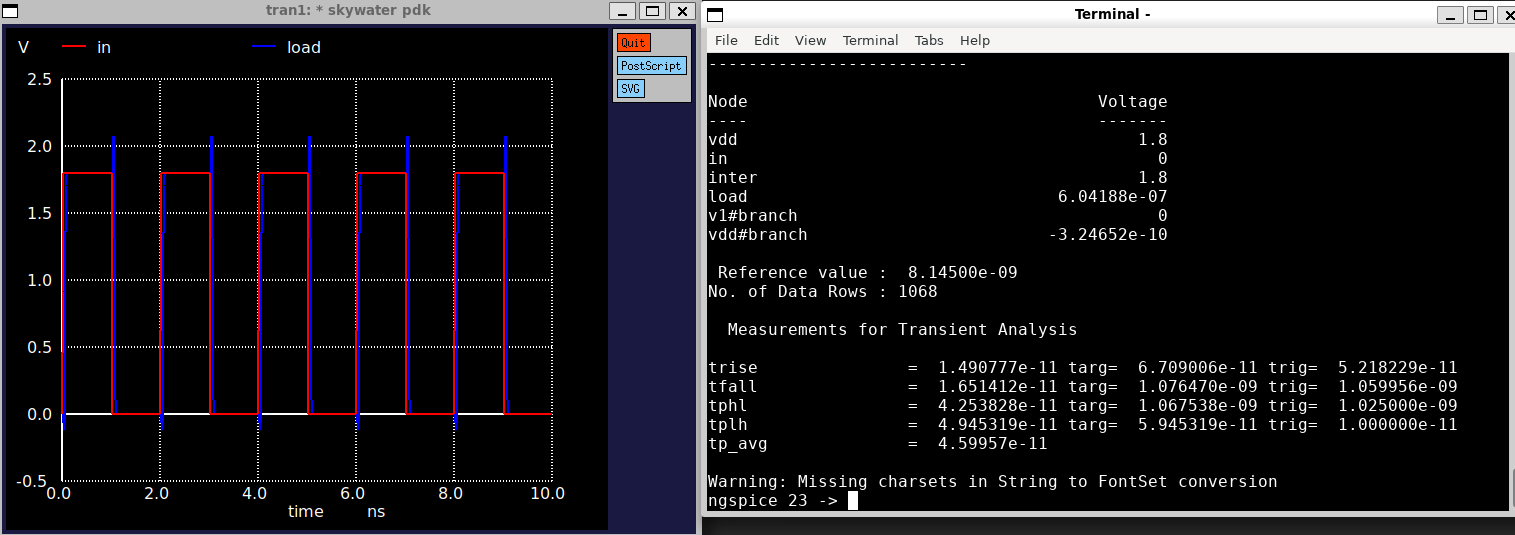 tran1: * skywater pdk
V in load
Quit
PostScript
SVG
2.5
2.0
1.5
1.0
0.5
0.0
-0.5
0.0 2.0 4.0 6.0 8.0 10.0
time ns
Terminal -
File Edit View Terminal Tabs Help
--------------------------
Node Voltage
---- -------
vdd 1.8
in 0
inter 1.8
load 6.04188e-07
v1#branch 0
vdd#branch -3.24652e-10
Reference value : 8.14500e-09
No. of Data Rows : 1068
Measurements for Transient Analysis
trise = 1.490777e-11 targ= 6.709006e-11 trig= 5.218229e-11
tfall = 1.651412e-11 targ= 1.076470e-09 trig= 1.059956e-09
tphl = 4.253828e-11 targ= 1.067538e-09 trig= 1.025000e-09
tplh = 4.945319e-11 targ= 5.945319e-11 trig= 1.000000e-11
tp_avg = 4.59957e-11
Warning: Missing charsets in String to FontSet conversion
ngspice 23 ->